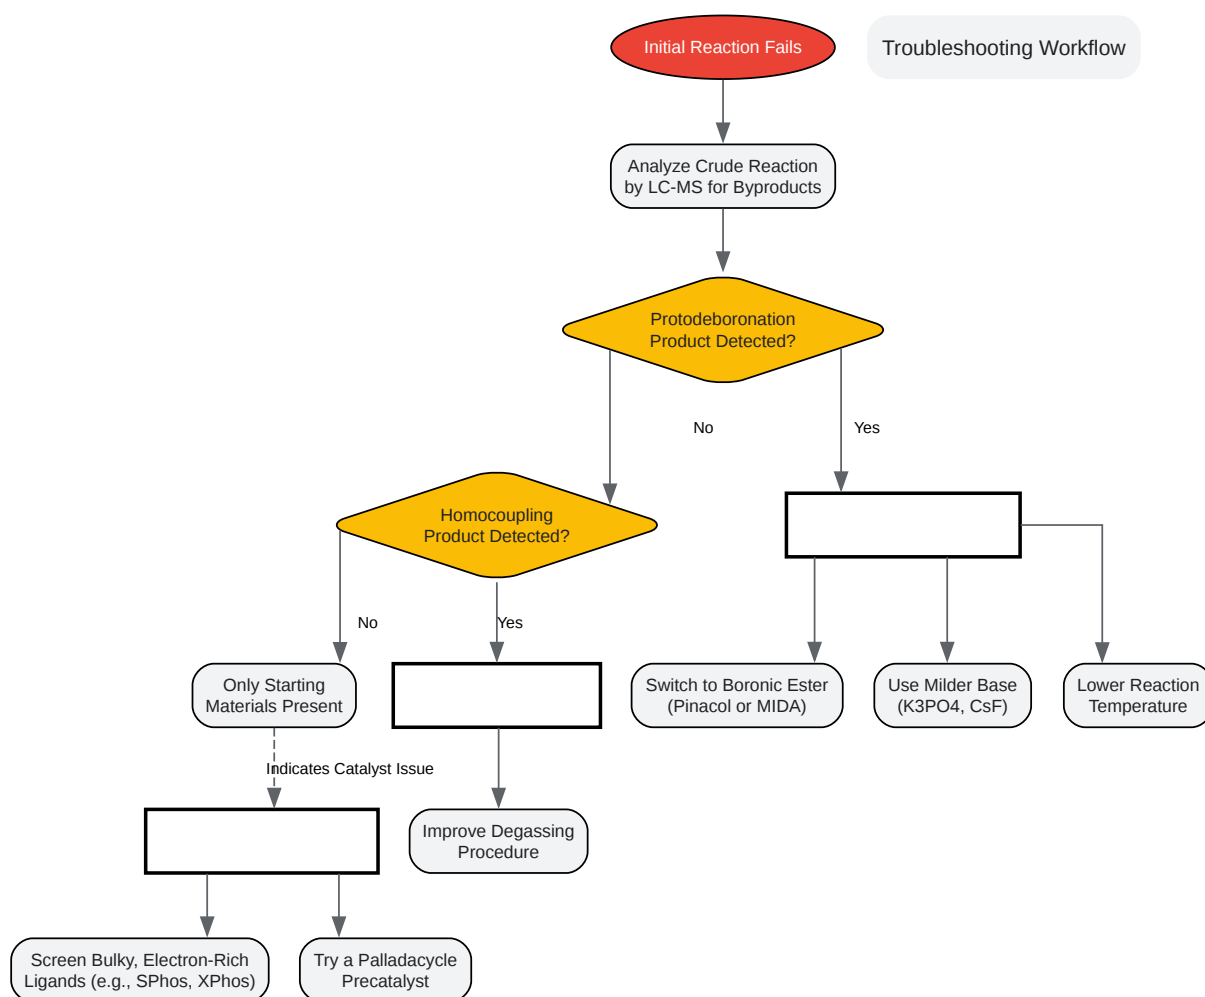 Initial Reaction Fails
Troubleshooting Workflow
Analyze Crude Reaction
by LC-MS for Byproducts
Protodeboronation
Product Detected?
No
Yes
Homocoupling
Product Detected?
No
Yes
Only Starting
Materials Present
Switch to Boronic Ester
(Pinacol or MIDA)
Use Milder Base
(K3PO4, CsF)
Lower Reaction
Temperature
Indicates Catalyst Issue
Improve Degassing
Procedure
Screen Bulky, Electron-Rich
Ligands (e.g., SPhos, XPhos)
Try a Palladacycle
Precatalyst